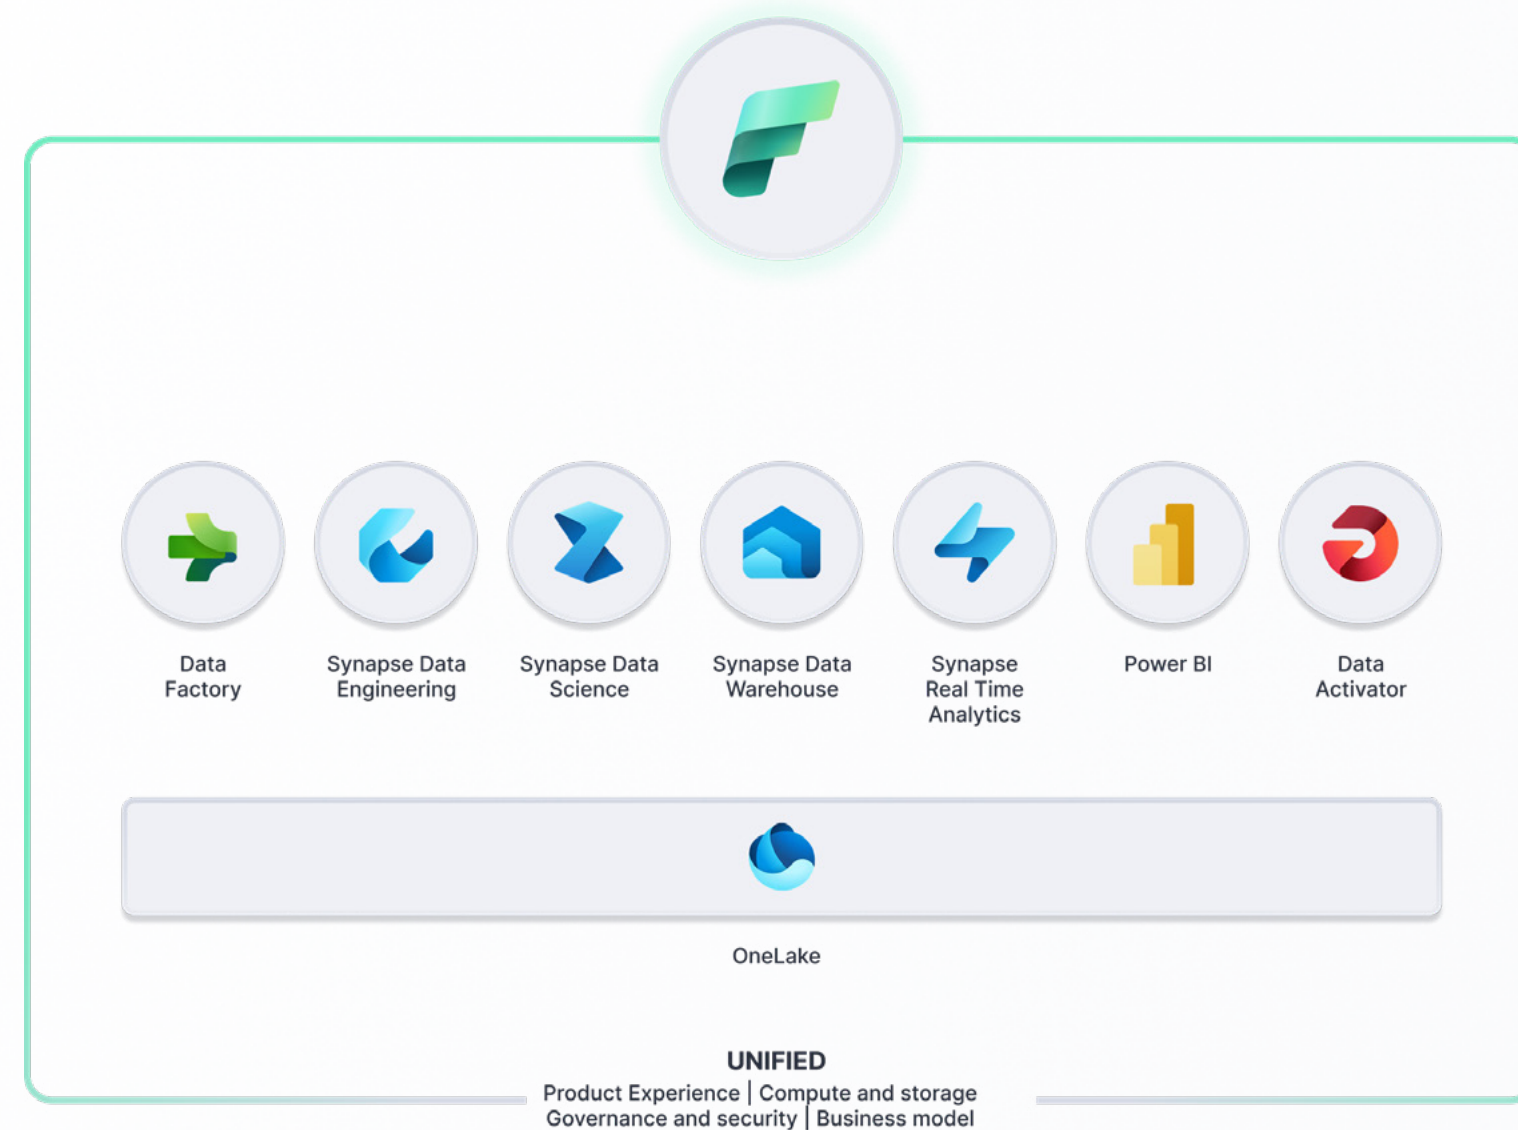 Data
Factory
Synapse Data
Engineering
Synapse Data
Science
Synapse Data
Warehouse
Synapse
Real Time
Analytics
Power BI
Data
Activator
OneLake
UNIFIED
Product Experience | Compute and storage
Governance and security | Business model